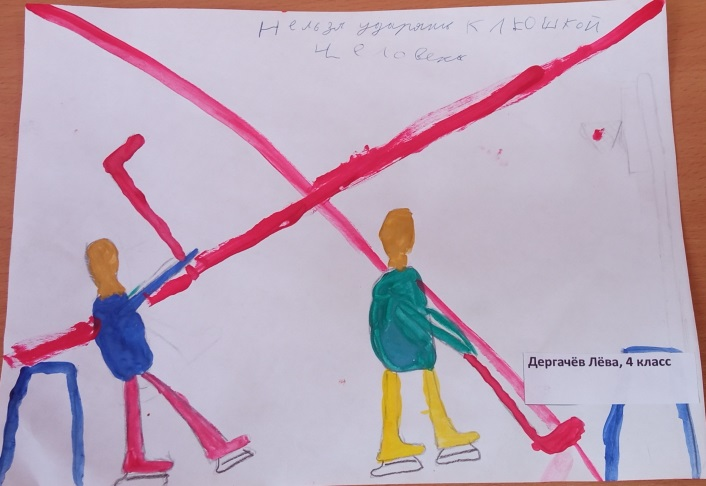 Нельзя ударять клюшкой
человека
Дергачёв Лёва, 4 класс